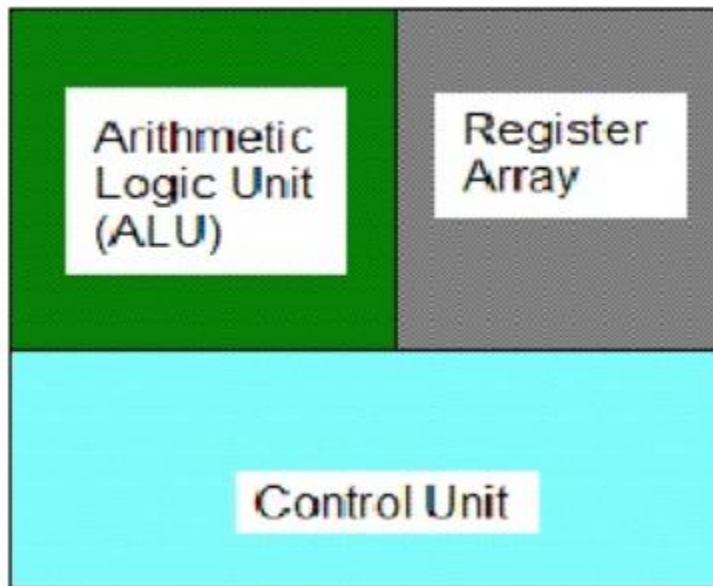 Arithmetic
Logic Unit
(ALU)
Register
Array
Control Unit